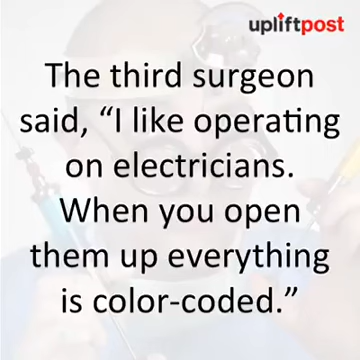 upliftpost
The third surgeon
said, “I like operating
on electricians.
When you open
them up everything
is color-coded.”